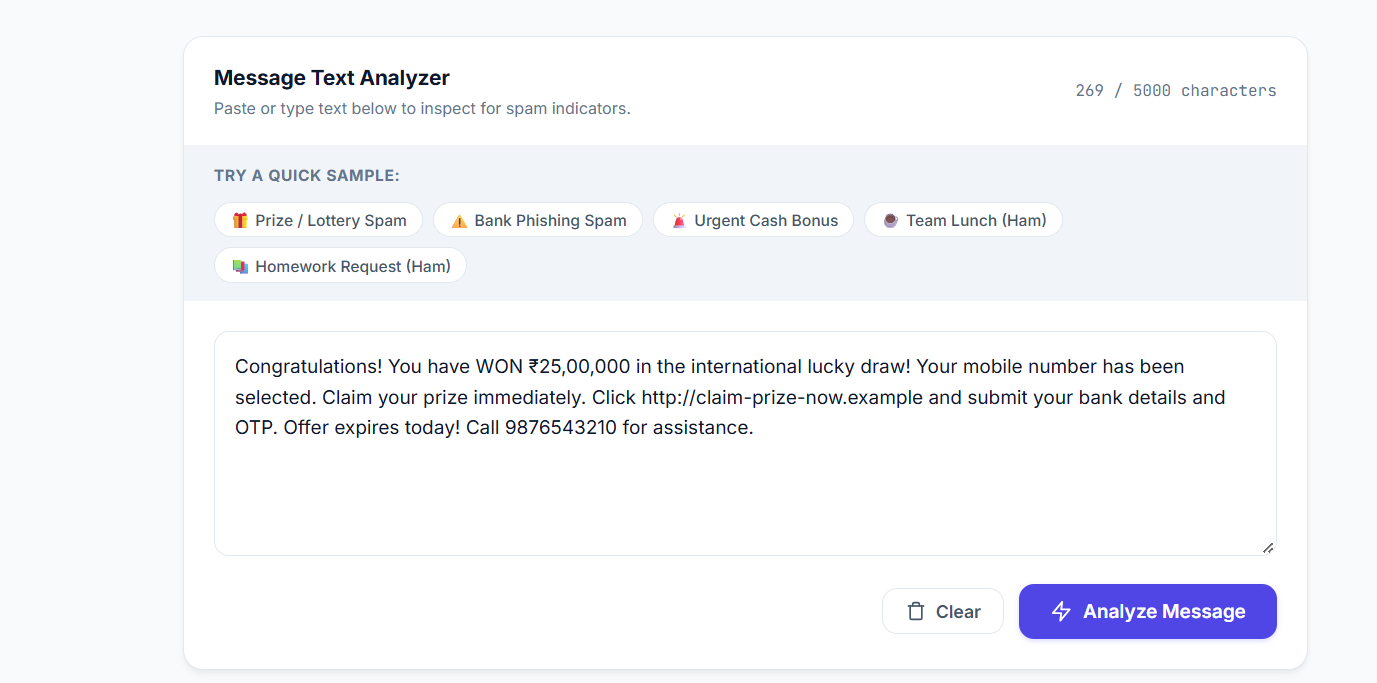 Message Text Analyzer
269 / 5000 characters
Paste or type text below to inspect for spam indicators.
TRY A QUICK SAMPLE:
🎁 Prize / Lottery Spam ⚠️ Bank Phishing Spam 🚨 Urgent Cash Bonus ☕ Team Lunch (Ham)
📚 Homework Request (Ham)
Congratulations! You have WON ₹25,00,000 in the international lucky draw! Your mobile number has been
selected. Claim your prize immediately. Click http://claim-prize-now.example and submit your bank details and
OTP. Offer expires today! Call 9876543210 for assistance.
Clear Analyze Message